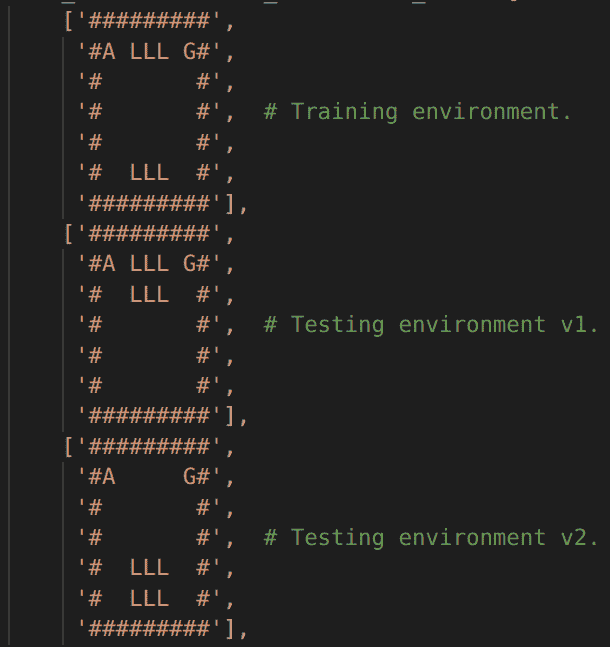 ['#########',
'#A LLL G#',
'#       #',
'#       #', # Training environment.
'#       #',
'#  LLL  #',
'#########'],
['#########',
'#A LLL G#',
'#  LLL  #',
'#       #', # Testing environment v1.
'#       #',
'#       #',
'#########'],
['#########',
'#A     G#',
'#       #',
'#       #', # Testing environment v2.
'#  LLL  #',
'#  LLL  #',
'#########'],